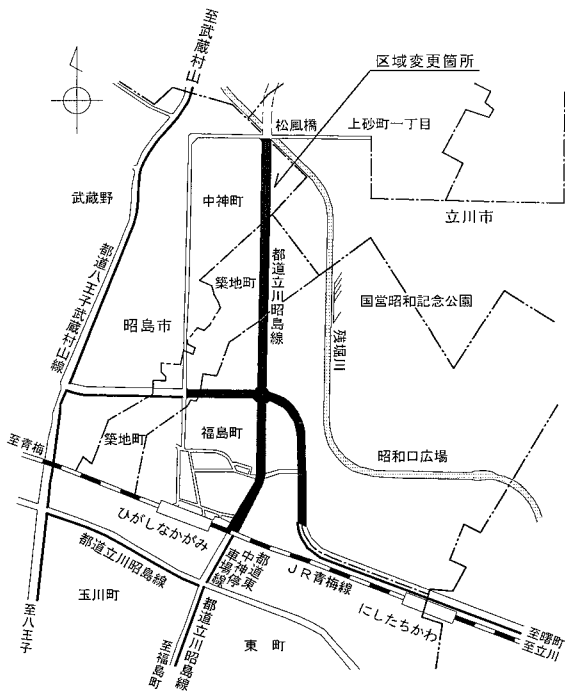 至武蔵村山
区域変更箇所
松風橋
上砂町一丁目
武蔵野
中神町
立川市
都道八王子武蔵村山線
築地町
都道立川昭島線
国営昭和記念公園
昭島市
残堀川
築地町
福島町
昭和口広場
至青梅
ひがしなかがみ
都道東中神停車場線
JR青梅線
都道立川昭島線
にしたちかわ
玉川町
至八王子
都道立川昭島線
至福島町
東町
至曙町
至立川